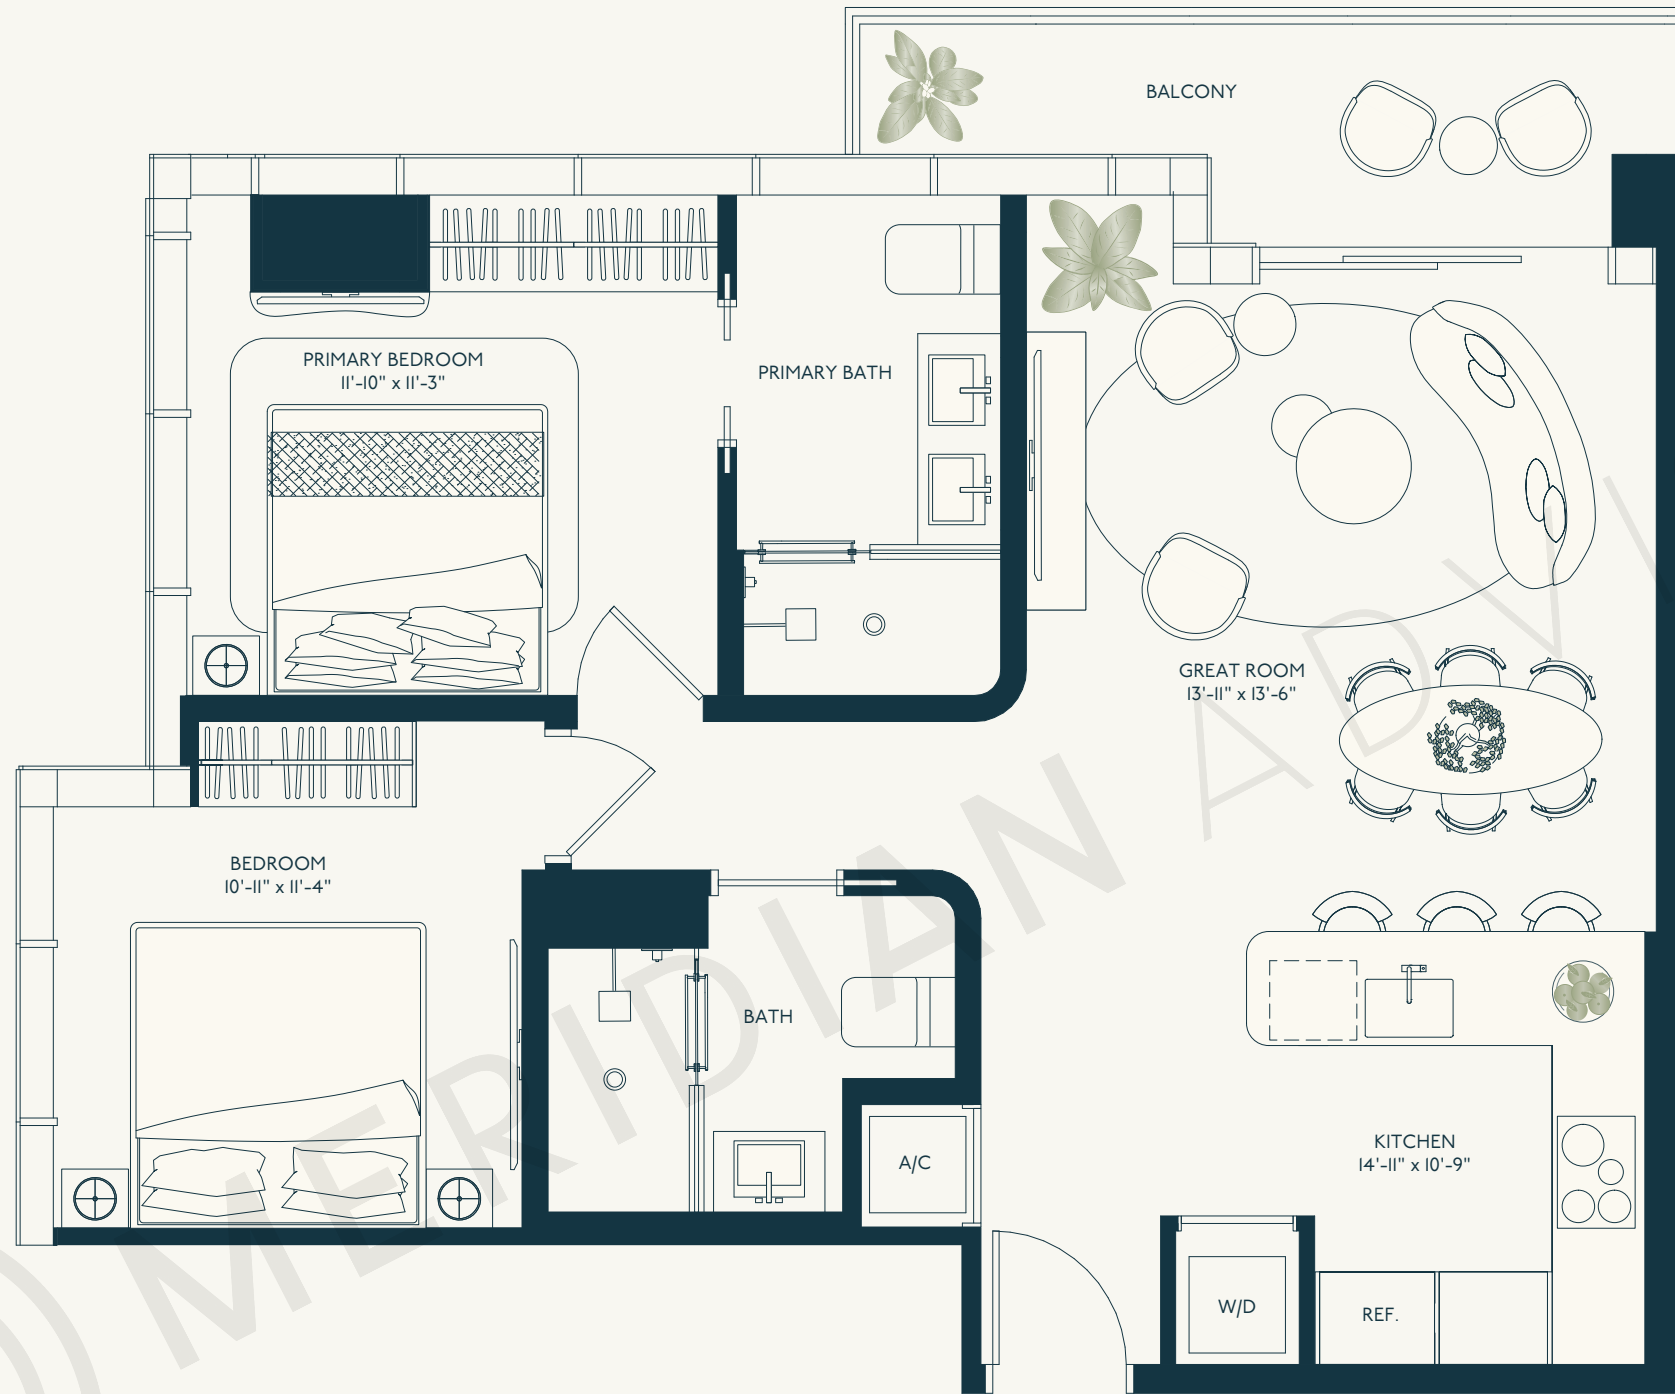 BALCONY
PRIMARY BEDROOM
11'-10" x 11'-3"
PRIMARY BATH
GREAT ROOM
13'-11" x 13'-6"
BEDROOM
10'-11" x 11'-4"
BATH
A/C
KITCHEN
14'-11" x 10'-9"
W/D
REF.
MERIDIAN ADVI